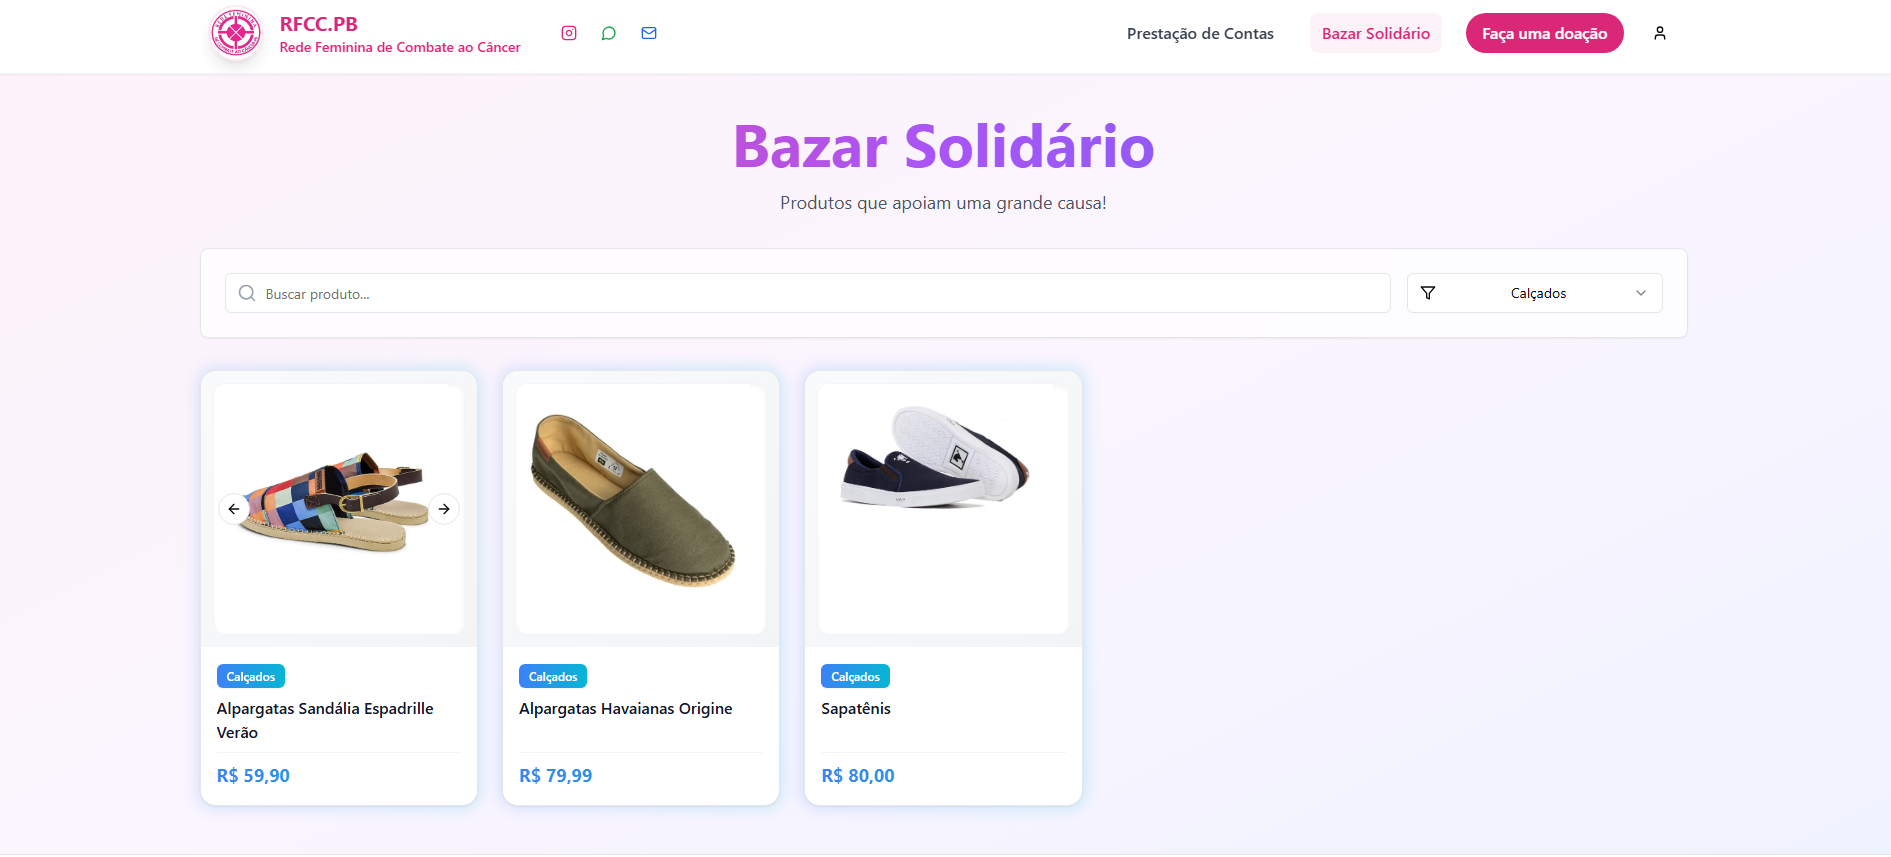 RFCC.PB
Rede Feminina de Combate ao Câncer
Prestação de Contas
Bazar Solidário
Faça uma doação
Bazar Solidário
Produtos que apoiam uma grande causa!
Buscar produto...
Calçados
Calçados
Alpargatas Sandália Espadrille
Verão
R$ 59,90
Calçados
Alpargatas Havaianas Origine
R$ 79,99
Calçados
Sapatênis
R$ 80,00